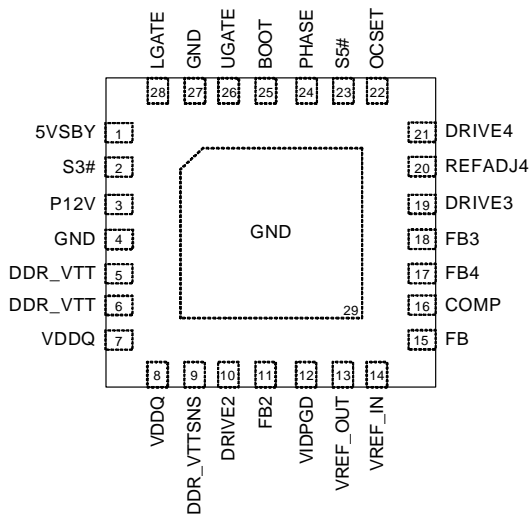 LGATE
GND
UGATE
BOOT
PHASE
S5#
OCSET
28
27
26
25
24
23
22
5VSBY 1
S3# 2
P12V 3
GND 4
DDR_VTT 5
DDR_VTT 6
VDDQ 7
GND
29
21 DRIVE4
20 REFADJ4
19 DRIVE3
18 FB3
17 FB4
16 COMP
15 FB
8
9
10
11
12
13
14
VDDQ
DDR_VTTSNS
DRIVE2
FB2
VIDPGD
VREF_OUT
VREF_IN